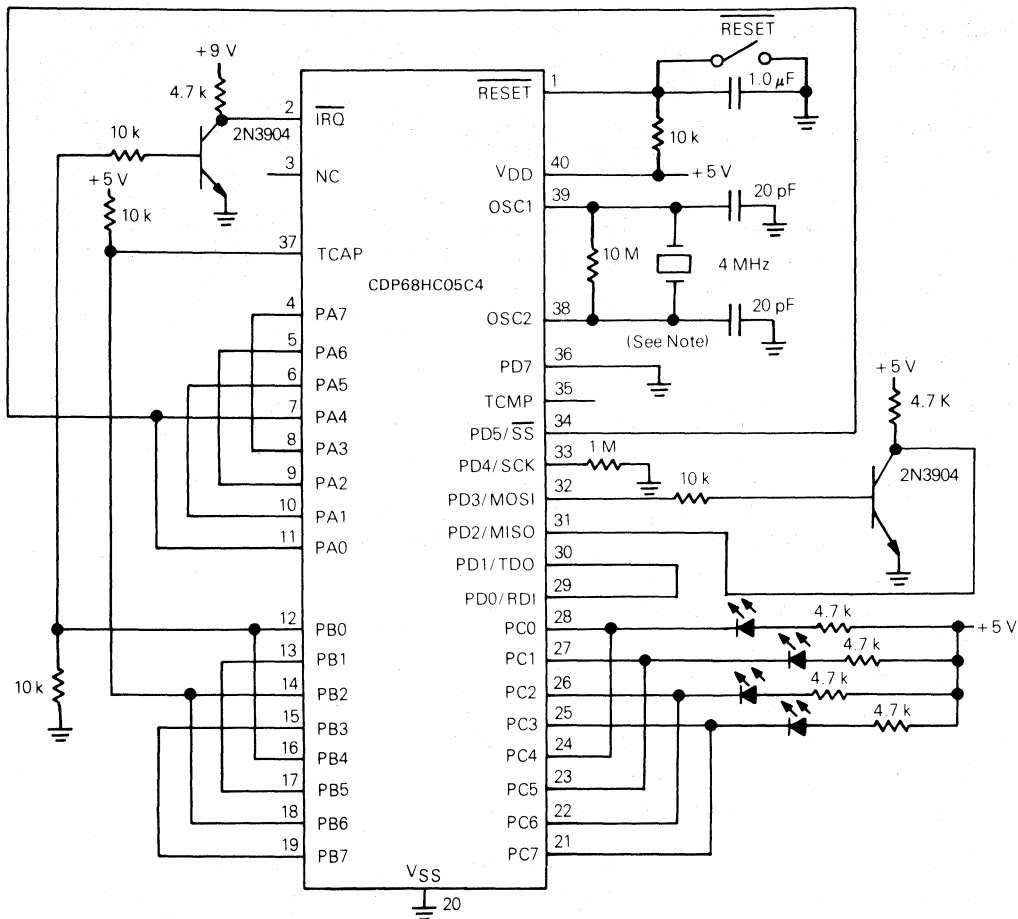 RESET
+9 V
4.7 k
1
RESET
1.0 µF
2
IRQ
2N3904
10 k
10 k
3
NC
VDD
40
+5 V
+5 V
10 k
OSC1
39
20 pF
37
TCAP
10 M
4 MHz
CDP68HC05C4
4
PA7
OSC2
38
20 pF
(See Note)
5
PA6
PD7
36
6
PA5
TCMP
35
+5 V
4.7 K
7
PA4
PD5/SS
34
8
PA3
PD4/SCK
33
1 M
2N3904
9
PA2
PD3/MOSI
32
10 k
10
PA1
PD2/MISO
31
11
PA0
PD1/TDO
30
PD0/RDI
29
12
PB0
PC0
28
4.7 k
+5 V
13
PB1
PC1
27
4.7 k
10 k
14
PB2
PC2
26
4.7 k
15
PB3
PC3
25
4.7 k
16
PB4
PC4
24
17
PB5
PC5
23
18
PB6
PC6
22
19
PB7
PC7
21
VSS
20